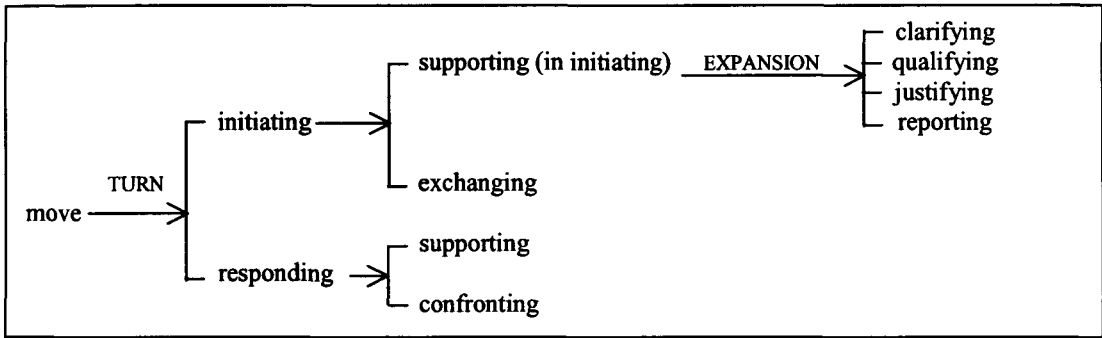 clarifying
supporting (in initiating) EXPANSION qualifying
justifying
initiating reporting
TURN exchanging
move
supporting
responding
confronting